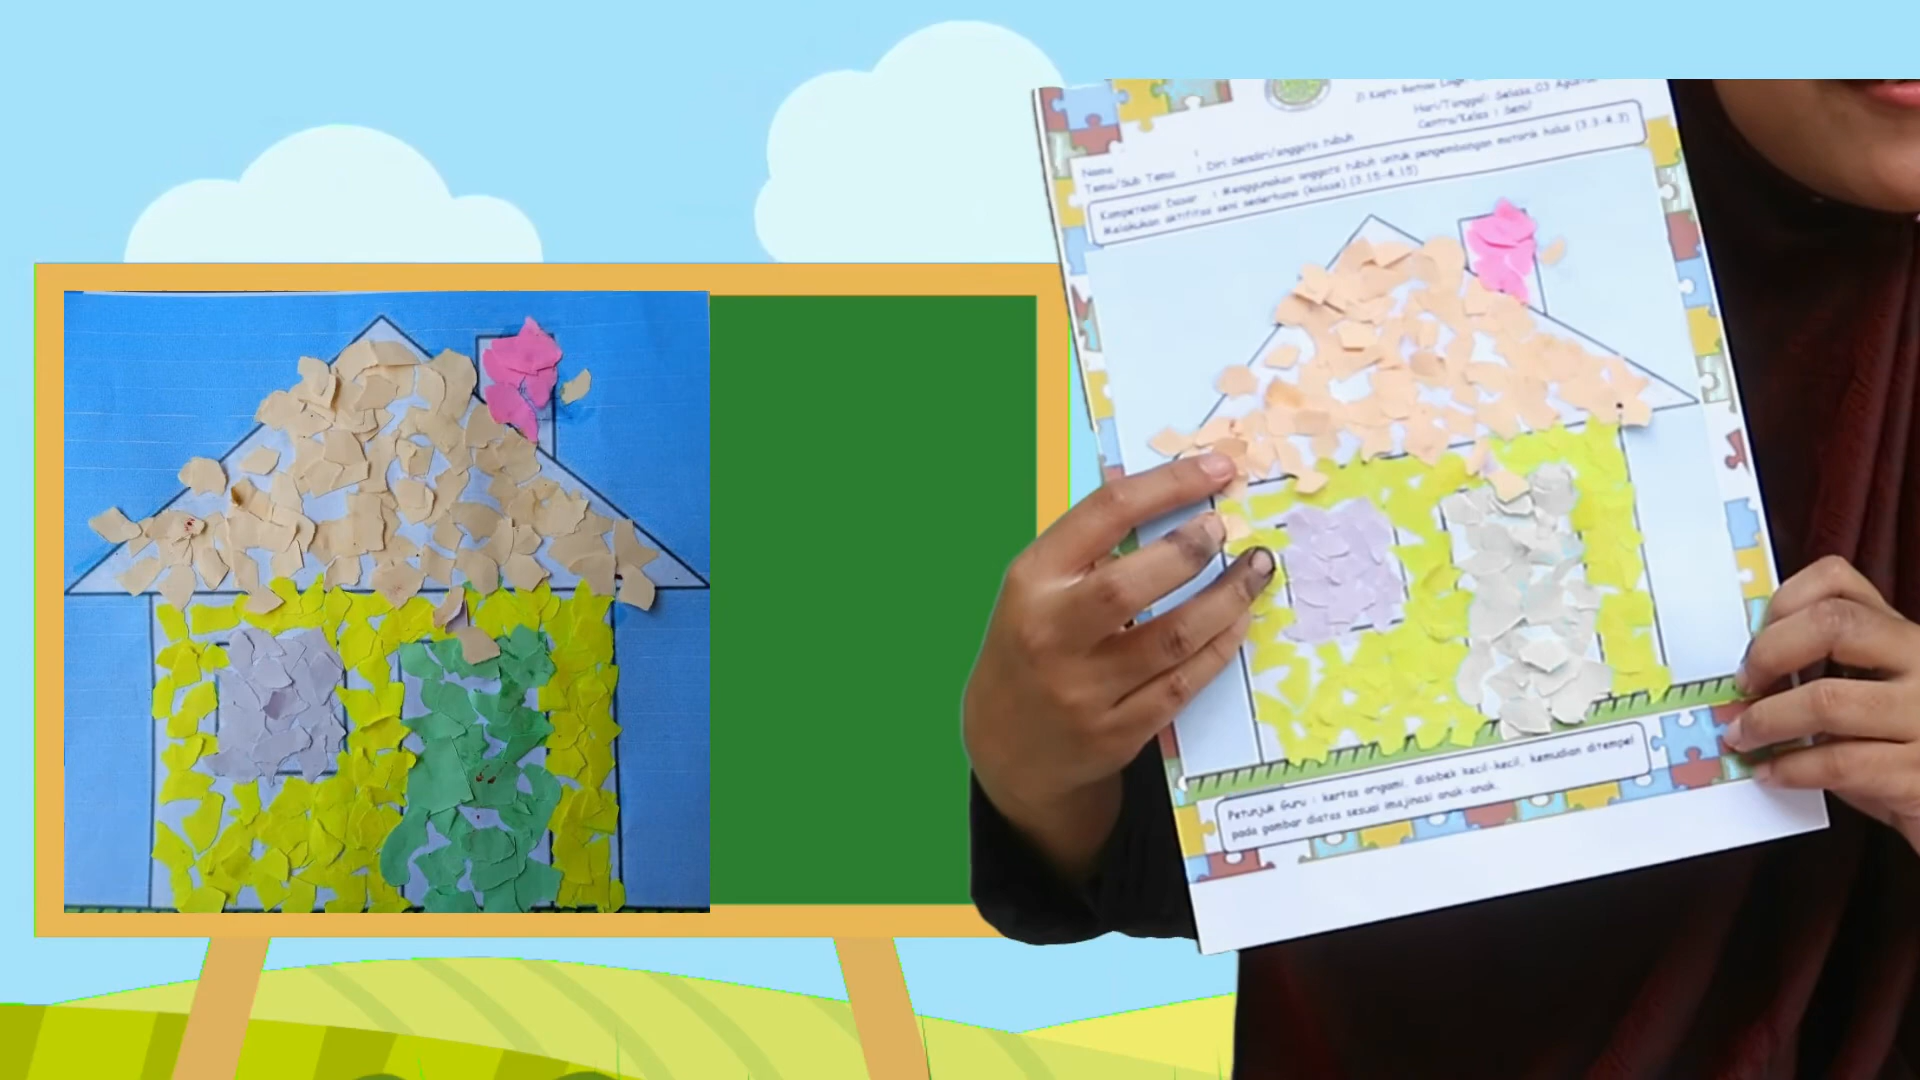 Hari/Tanggal: Selasa, 03 Agustus
Centra/Kelas : Seni/
Nama :
Tema/Sub Tema : Diri Sendiri/anggota tubuh
Kompetensi Dasar : Menggunakan anggota tubuh untuk pengembangan motorik halus (3.3-4.3)
Melakukan aktifitas seni sederhana (kolase) (3.15-4.15)
Petunjuk Guru : kertas origami, disobek kecil-kecil, kemudian ditempel
pada gambar diatas sesuai imajinasi anak-anak.